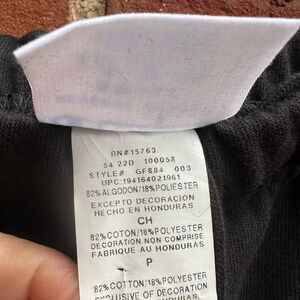 RN#15763
54 22D 100058
STYLE# GF884 003
UPC:194164021961
82%ALGODON/18%POLIESTER
EXCEPTO DECORACION
HECHO EN HONDURAS
CH
82%COTON/18%POLYESTER
DECORATION NON COMPRISE
FABRIQUE AU HONDURAS
P
82%COTTON/18%POLYESTER
EXCLUSIVE OF DECORATION